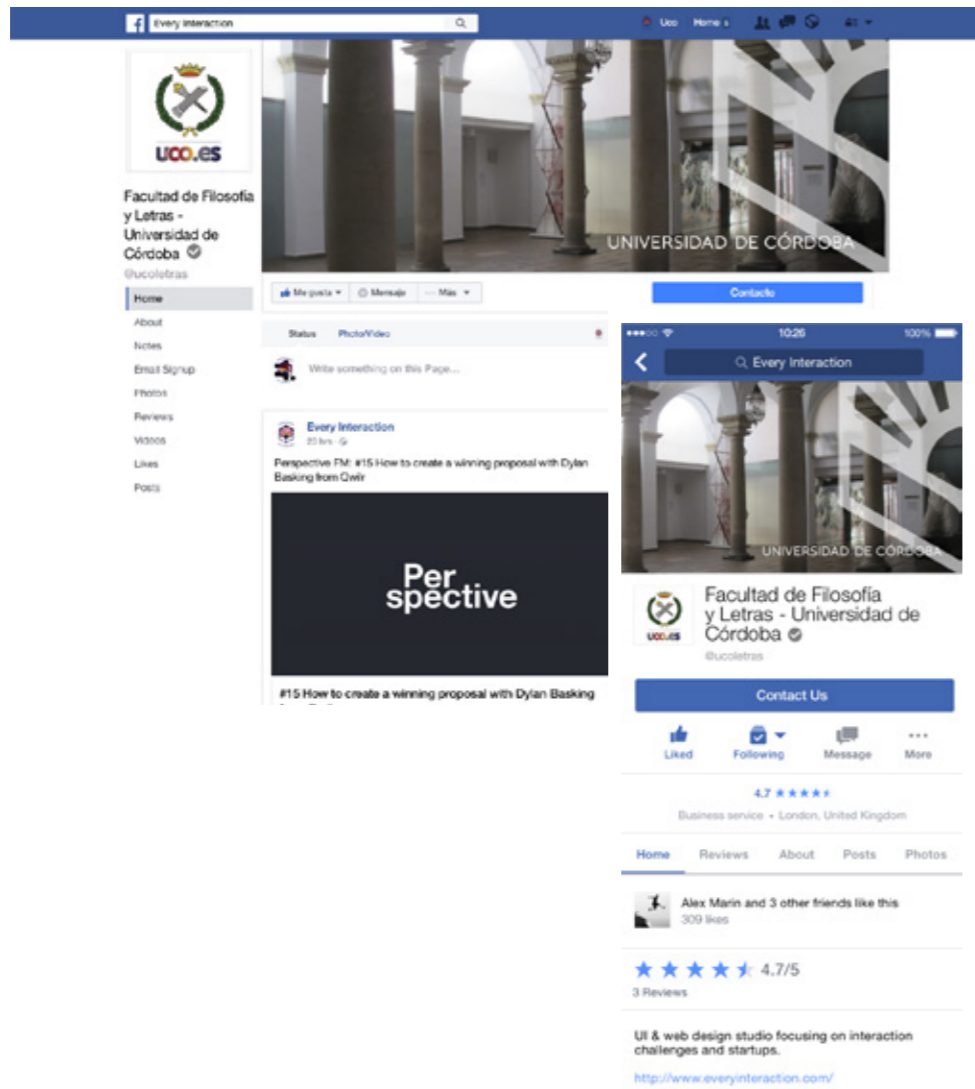 Every Interaction
Uco Home
uco.es
Facultad de Filosofía
y Letras -
Universidad de
Córdoba
@ucoletras
Home
About
Notes
Email Signup
Photos
Reviews
Videos
Likes
Posts
UNIVERSIDAD DE CÓRDOBA
Me gusta Mensaje Más
Contacto
Status Photo/Video
Write something on this Page...
Every Interaction
Perspective FM: #15 How to create a winning proposal with Dylan
Basking from Qwilr
Per
spective
#15 How to create a winning proposal with Dylan Basking
10:26 100%
Every Interaction
UNIVERSIDAD DE CÓRDOBA
uco.es
Facultad de Filosofía
y Letras - Universidad de
Córdoba
@ucoletras
Contact Us
Liked Following Message More
4.7
Business service • London, United Kingdom
Home Reviews About Posts Photos
Alex Marin and 3 other friends like this
309 likes
4.7/5
3 Reviews
UI & web design studio focusing on interaction
challenges and startups.
http://www.everyinteraction.com/